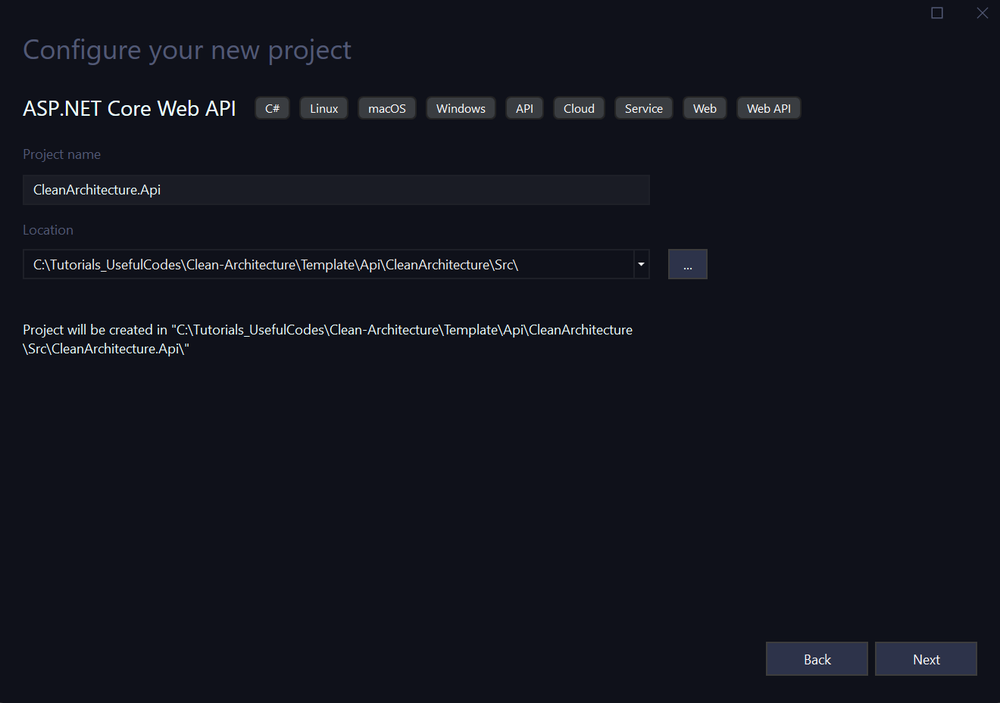 Configure your new project
ASP.NET Core Web API C# Linux macOS Windows API Cloud Service Web Web API
Project name
CleanArchitecture.Api
Location
C:\Tutorials_UsefulCodes\Clean-Architecture\Template\Api\CleanArchitecture\Src\
...
Project will be created in "C:\Tutorials_UsefulCodes\Clean-Architecture\Template\Api\CleanArchitecture
\Src\CleanArchitecture.Api\"
Back Next